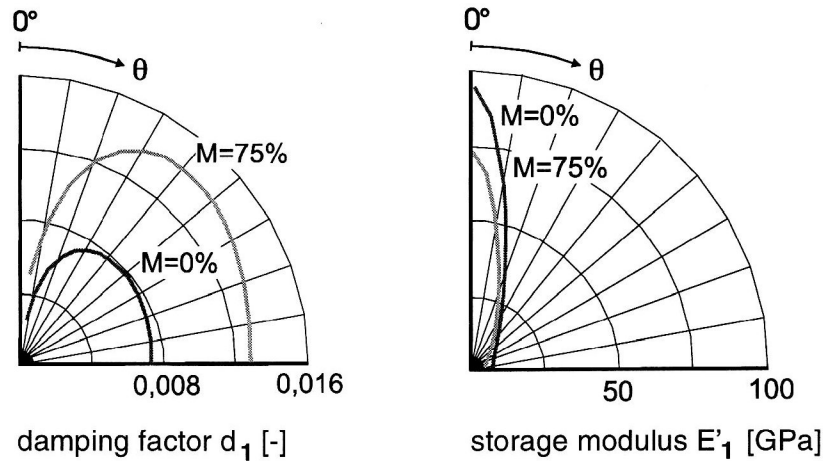 0°
θ
M=75%
M=0%
0,008
0,016
damping factor d1 [-]
0°
θ
M=0%
M=75%
50
100
storage modulus E'1 [GPa]